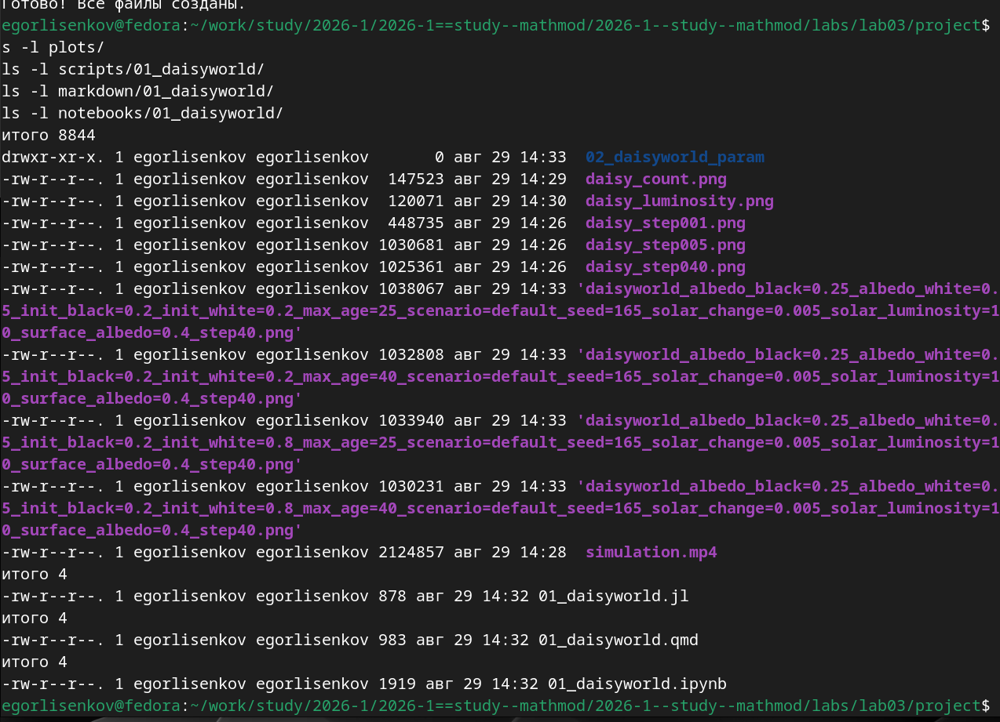 Готово! Все файлы созданы.
egorlisenkov@fedora:~/work/study/2026-1/2026-1==study--mathmod/2026-1--study--mathmod/labs/lab03/project$
s -l plots/
ls -l scripts/01_daisyworld/
ls -l markdown/01_daisyworld/
ls -l notebooks/01_daisyworld/
итого 8844
drwxr-xr-x. 1 egorlisenkov egorlisenkov       0 авг 29 14:33  02_daisyworld_param
-rw-r--r--. 1 egorlisenkov egorlisenkov  147523 авг 29 14:29  daisy_count.png
-rw-r--r--. 1 egorlisenkov egorlisenkov  120071 авг 29 14:30  daisy_luminosity.png
-rw-r--r--. 1 egorlisenkov egorlisenkov  448735 авг 29 14:26  daisy_step001.png
-rw-r--r--. 1 egorlisenkov egorlisenkov 1030681 авг 29 14:26  daisy_step005.png
-rw-r--r--. 1 egorlisenkov egorlisenkov 1025361 авг 29 14:26  daisy_step040.png
-rw-r--r--. 1 egorlisenkov egorlisenkov 1038067 авг 29 14:33 'daisyworld_albedo_black=0.25_albedo_white=0.
5_init_black=0.2_init_white=0.2_max_age=25_scenario=default_seed=165_solar_change=0.005_solar_luminosity=1
0_surface_albedo=0.4_step40.png'
-rw-r--r--. 1 egorlisenkov egorlisenkov 1032808 авг 29 14:33 'daisyworld_albedo_black=0.25_albedo_white=0.
5_init_black=0.2_init_white=0.2_max_age=40_scenario=default_seed=165_solar_change=0.005_solar_luminosity=1
0_surface_albedo=0.4_step40.png'
-rw-r--r--. 1 egorlisenkov egorlisenkov 1033940 авг 29 14:33 'daisyworld_albedo_black=0.25_albedo_white=0.
5_init_black=0.2_init_white=0.8_max_age=25_scenario=default_seed=165_solar_change=0.005_solar_luminosity=1
0_surface_albedo=0.4_step40.png'
-rw-r--r--. 1 egorlisenkov egorlisenkov 1030231 авг 29 14:33 'daisyworld_albedo_black=0.25_albedo_white=0.
5_init_black=0.2_init_white=0.8_max_age=40_scenario=default_seed=165_solar_change=0.005_solar_luminosity=1
0_surface_albedo=0.4_step40.png'
-rw-r--r--. 1 egorlisenkov egorlisenkov 2124857 авг 29 14:28  simulation.mp4
итого 4
-rw-r--r--. 1 egorlisenkov egorlisenkov 878 авг 29 14:32 01_daisyworld.jl
итого 4
-rw-r--r--. 1 egorlisenkov egorlisenkov 983 авг 29 14:32 01_daisyworld.qmd
итого 4
-rw-r--r--. 1 egorlisenkov egorlisenkov 1919 авг 29 14:32 01_daisyworld.ipynb
egorlisenkov@fedora:~/work/study/2026-1/2026-1==study--mathmod/2026-1--study--mathmod/labs/lab03/project$